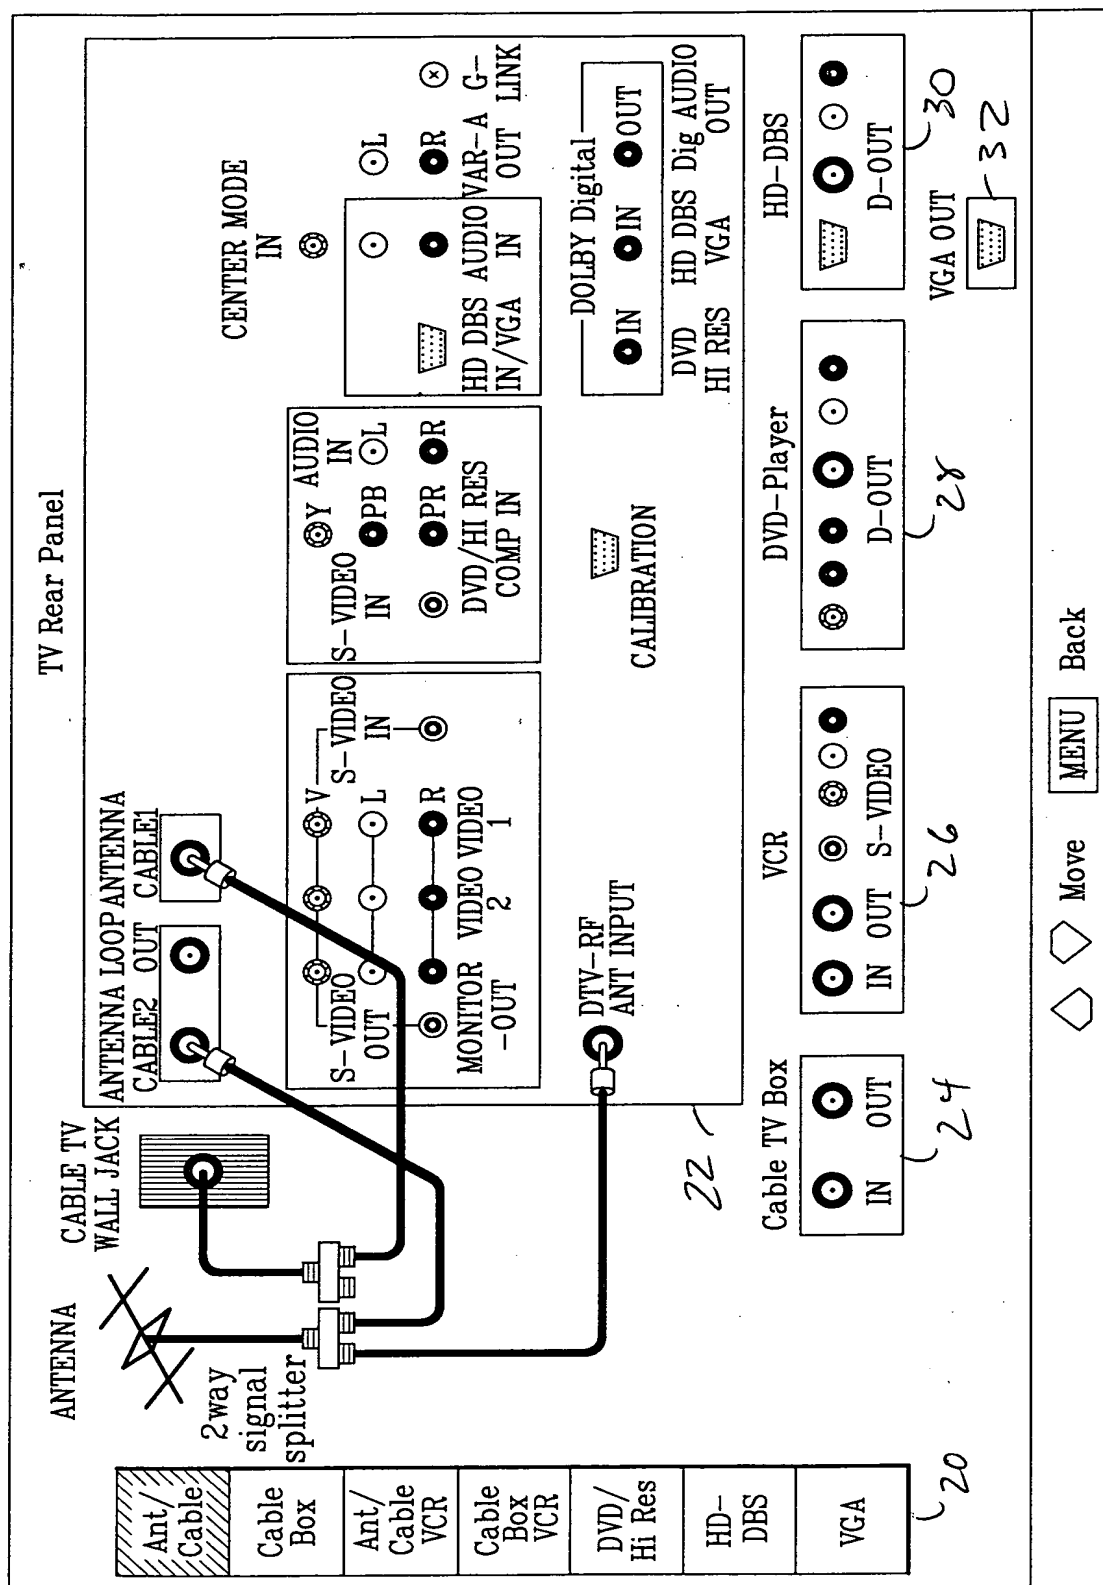 TV Rear Panel
ANTENNA
CABLE TV
WALL JACK
2way
signal
splitter
ANTENNA LOOP ANTENNA
CABLE2 OUT CABLE1
S-VIDEO
OUT
V
L
R
S-VIDEO
IN
MONITOR
-OUT
VIDEO
2
VIDEO
1
S-VIDEO
IN
Y
PB
PR
AUDIO
IN
L
R
DVD/HI RES
COMP IN
CENTER MODE
IN
HD DBS
IN/VGA
AUDIO
IN
L
R
VAR-A
OUT
G-
LINK
DTV-RF
ANT INPUT
CALIBRATION
DOLBY Digital
IN
IN
OUT
DVD
HI RES
HD DBS
VGA
Dig AUDIO
OUT
22
Ant/
Cable
Cable
Box
Ant/
Cable
VCR
Cable
Box
VCR
DVD/
Hi Res
HD-
DBS
VGA
20
Cable TV Box
IN OUT
24
VCR
IN OUT S-VIDEO
26
DVD-Player
D-OUT
28
HD-DBS
D-OUT
30
VGA OUT
32
Move MENU Back